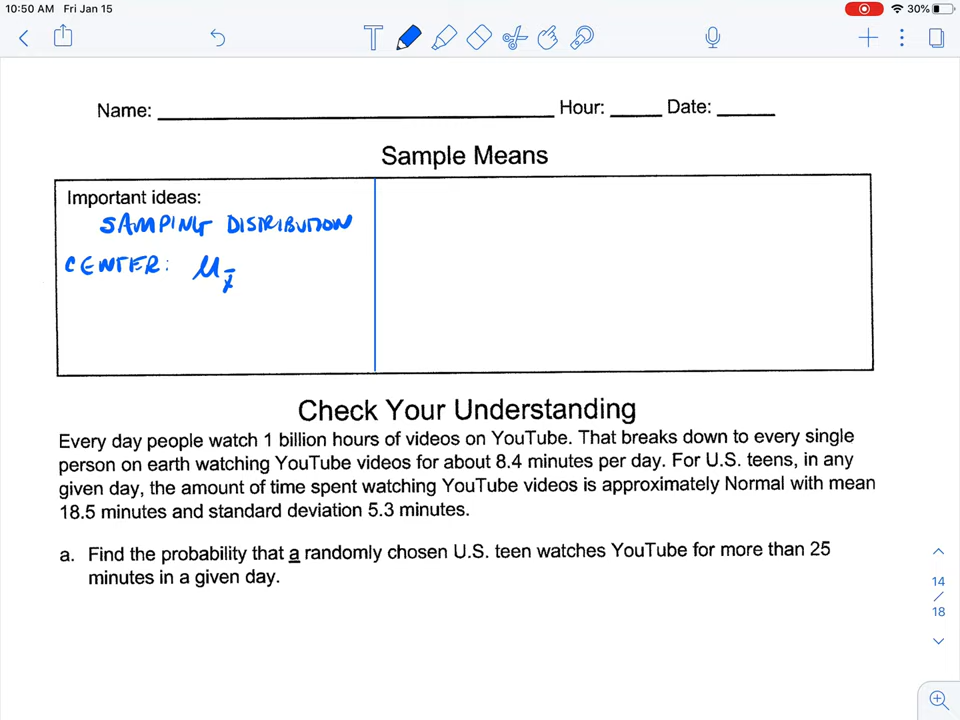 10:50 AM Fri Jan 15
30%
T
Name: ____ Hour: ____ Date: ____
Sample Means
Important ideas:
SAMPING DISTRIBUTION
CENTER: μx̄
Check Your Understanding
Every day people watch 1 billion hours of videos on YouTube. That breaks down to every single
person on earth watching YouTube videos for about 8.4 minutes per day. For U.S. teens, in any
given day, the amount of time spent watching YouTube videos is approximately Normal with mean
18.5 minutes and standard deviation 5.3 minutes.
a. Find the probability that a randomly chosen U.S. teen watches YouTube for more than 25
minutes in a given day.
14
/
18